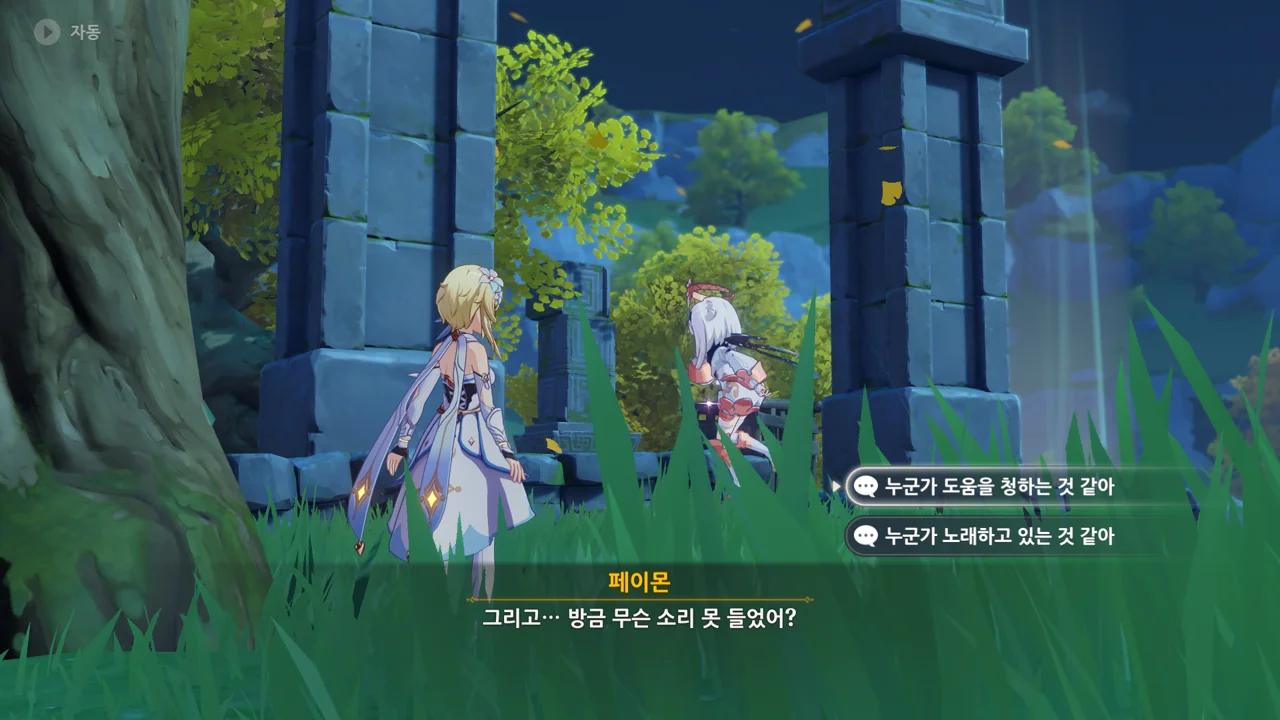 자동
누군가 도움을 청하는 것 같아
누군가 노래하고 있는 것 같아
페이몬
그리고… 방금 무슨 소리 못 들었어?